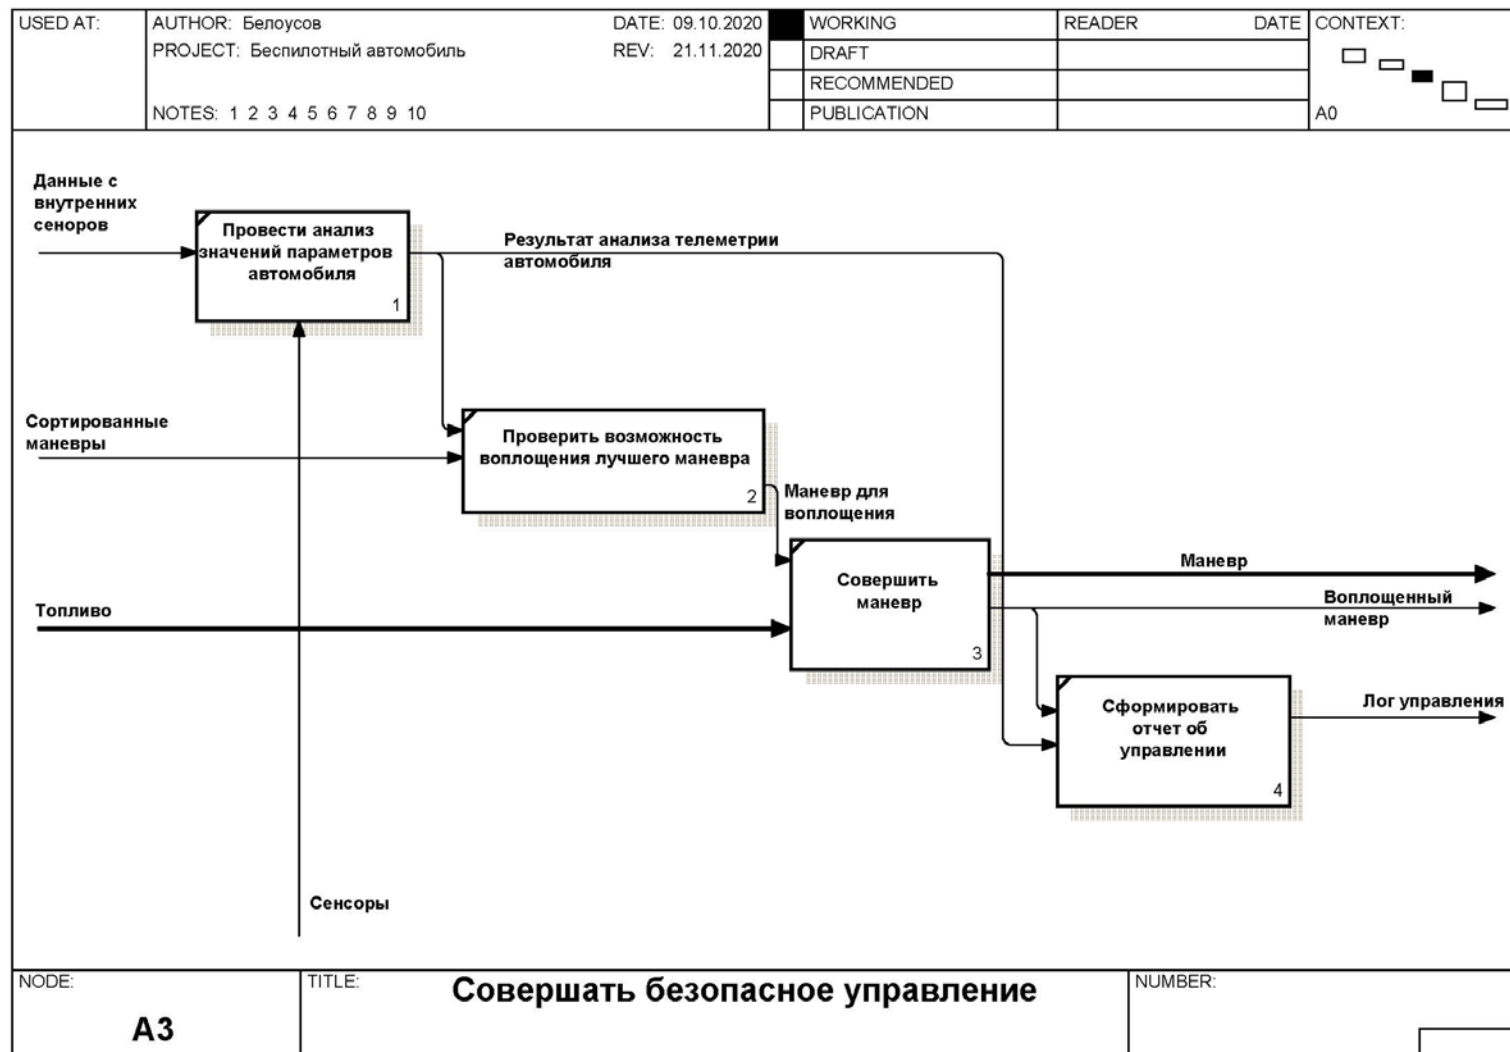 USED AT:
AUTHOR: Белоусов
DATE: 09.10.2020
PROJECT: Беспилотный автомобиль
REV: 21.11.2020
NOTES: 1 2 3 4 5 6 7 8 9 10
WORKING
DRAFT
RECOMMENDED
PUBLICATION
READER DATE
CONTEXT:
A0
Данные с
внутренних
сеноров
Провести анализ
значений параметров
автомобиля
1
Результат анализа телеметрии
автомобиля
Сортированные
маневры
Проверить возможность
воплощения лучшего маневра
2
Маневр для
воплощения
Топливо
Совершить
маневр
3
Маневр
Воплощенный
маневр
Сформировать
отчет об
управлении
4
Лог управления
Сенсоры
NODE:
A3
TITLE:
Совершать безопасное управление
NUMBER: